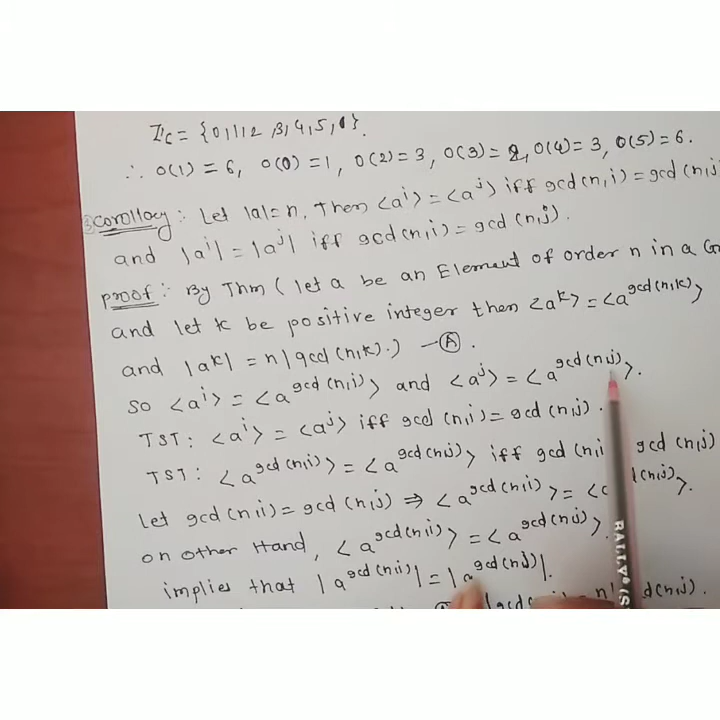 Z6 = {0,1,2,3,4,5,}.
∴ O(1) = 6, O(0) = 1, O(2) = 3, O(3) = 2, O(4) = 3, O(5) = 6.
corollacy: Let |a| = n, Then <a^i> = <a^j> iff gcd(n,i) = gcd(n,j)
and |a^i| = |a^j| iff gcd(n,i) = gcd(n,j).
proof: By Thm (let a be an Element of order n in a
and let k be positive integer then <a^k> = <a^gcd(n,k)>
and |a^k| = n/gcd(n,k).) —Ⓐ.
So <a^i> = <a^gcd(n,i)> and <a^j> = <a^gcd(n,j)>.
TST: <a^i> = <a^j> iff gcd(n,i) = gcd(n,j).
TST: <a^gcd(n,i)> = <a^gcd(n,j)> iff gcd(n,i gcd(n,j)
Let gcd(n,i) = gcd(n,j) ⇒ <a^gcd(n,i)> = <a d(n,j)>.
on other Hand, <a^gcd(n,i)> = <a^gcd(n,j)>.
implies that |a^gcd(n,i)| = |a^gcd(n,j)|.
d(n,j).
RALLY